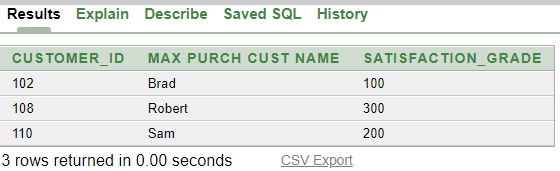 Results Explain Describe Saved SQL History
CUSTOMER_ID MAX PURCH CUST NAME SATISFACTION_GRADE
102 Brad 100
108 Robert 300
110 Sam 200
3 rows returned in 0.00 seconds CSV Export